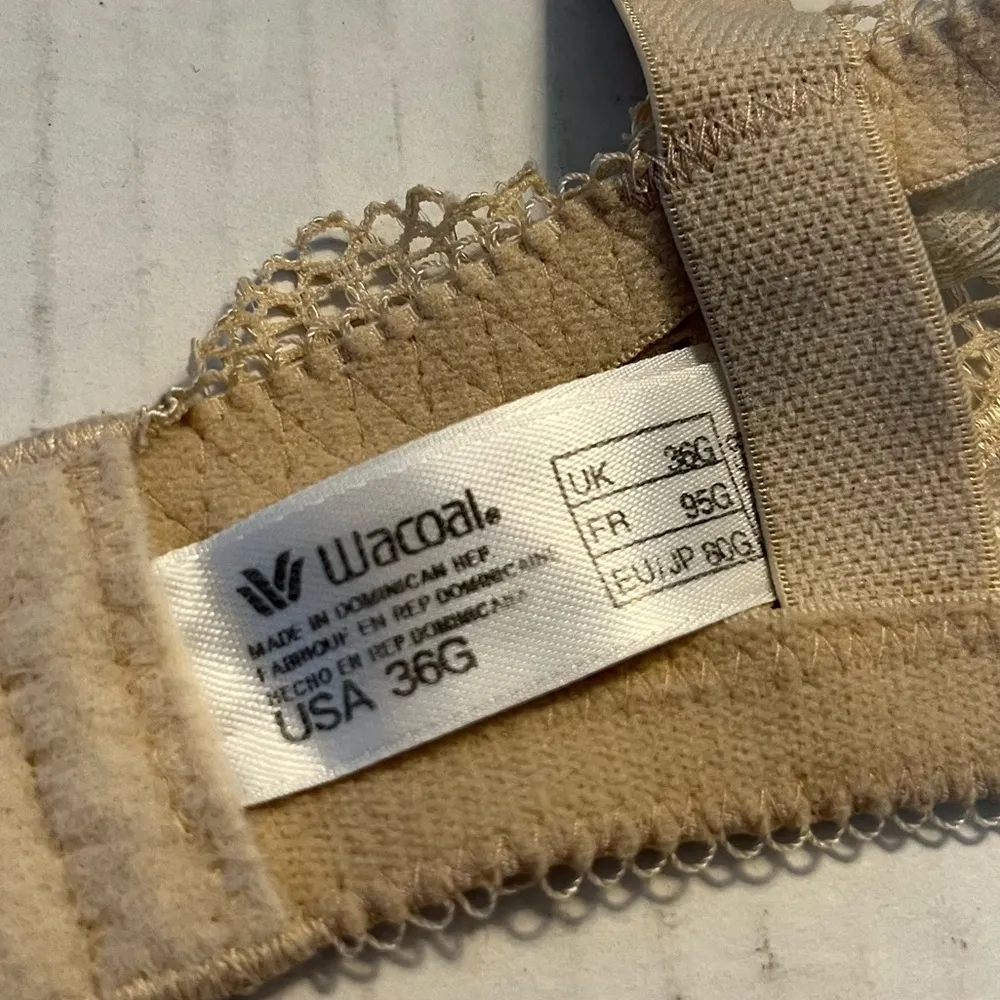 Wacoal
MADE IN DOMINICAN REP
FABRIQUÉ EN REP DOMINICAINE
HECHO EN REP DOMINICANA
USA 36G
UK 36G
FR 95G
EU/JP 80G